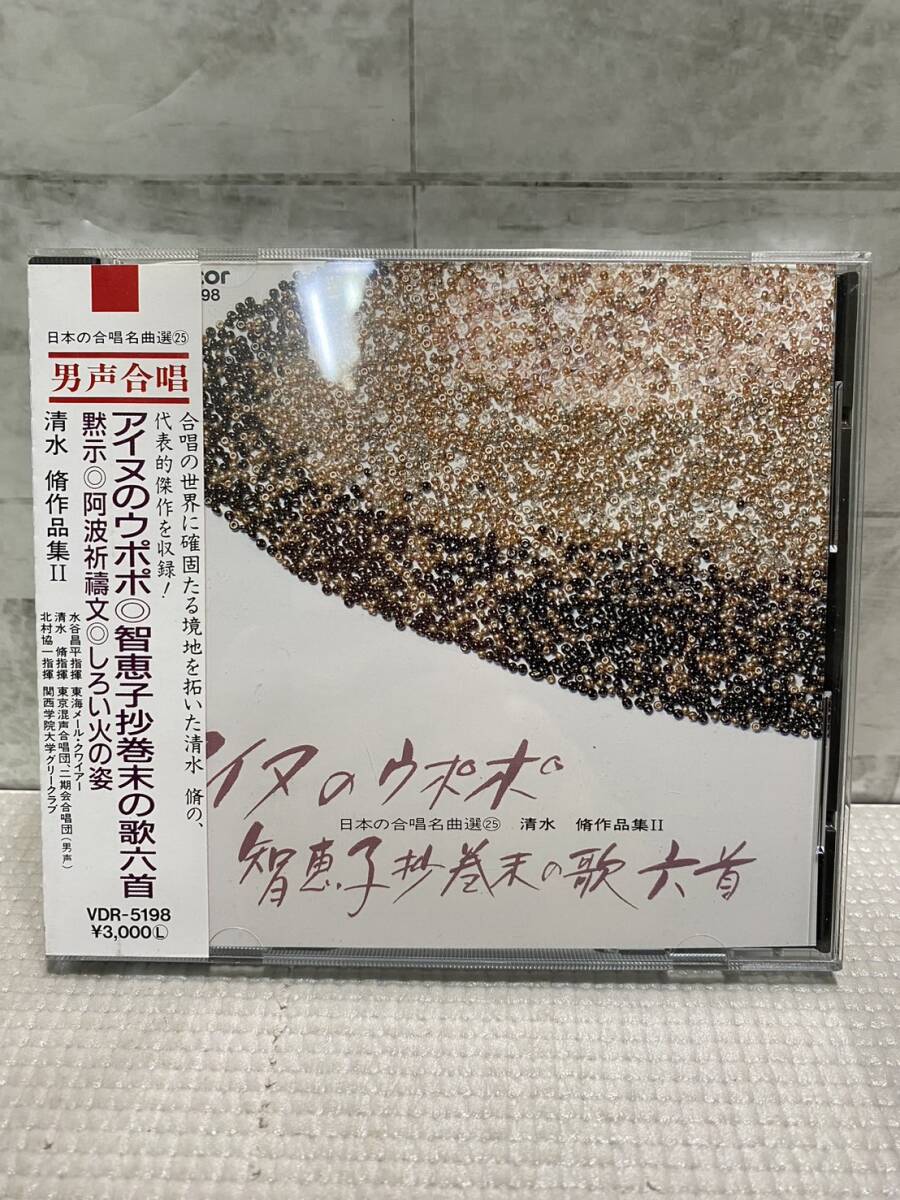 日本の合唱名曲選㉕
男声合唱
合唱の世界に確固たる境地を拓いた清水 脩の、
代表的傑作を収録!
アイヌのウポポ◎智恵子抄巻末の歌六首
黙示◎阿波祈禱文◎しろい火の姿
清水 脩作品集II
水谷昌平指揮 東海メール・クワイアー
清水 脩指揮 東京混声合唱団、二期会合唱団(男声)
北村協一指揮 関西学院大学グリークラブ
VDR-5198
¥3,000Ⓛ
tor
98
アイヌのウポポ
日本の合唱名曲選㉕ 清水 脩作品集II
智恵子抄巻末の歌六首